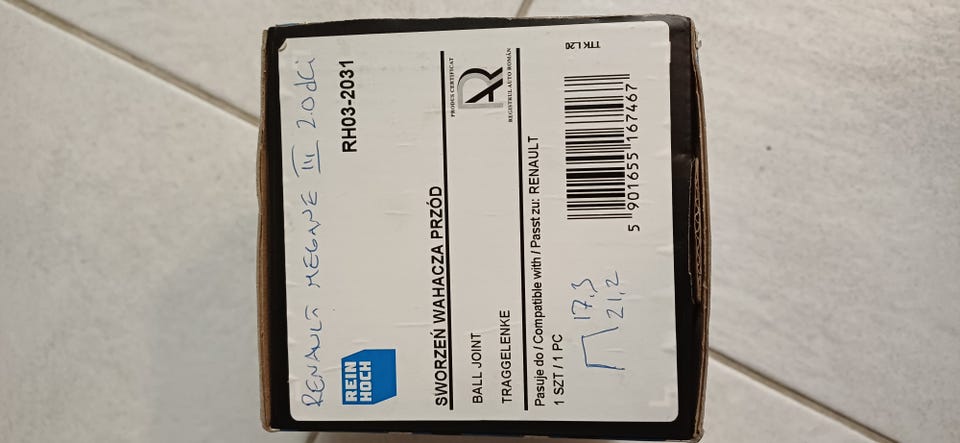 RENAULT MEGANE III 2.0 dCi
REIN
HOCH
RH03-2031
SWORZEŃ WAHACZA PRZÓD
BALL JOINT
TRAGGELENKE
PRODUS CERTIFICAT
REGISTRUL AUTO ROMÂN
Pasuje do / Compatible with / Passt zu: RENAULT
1 SZT / 1 PC
17,3
21,2
5 901655 167467
TTK L20